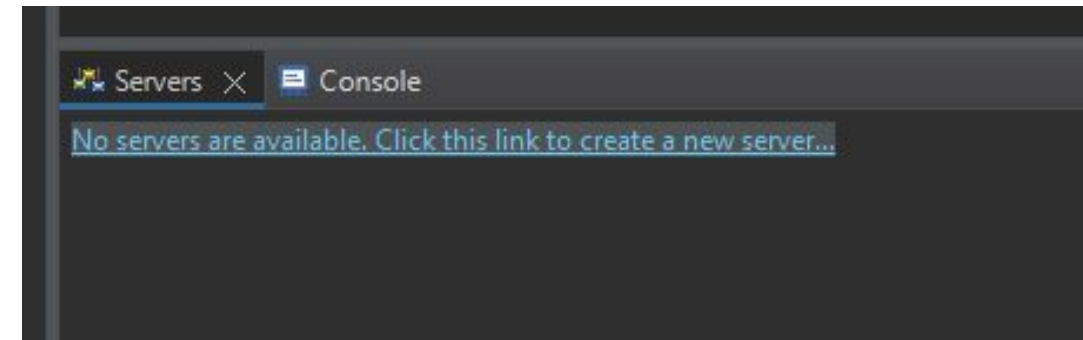 Servers
Console
No servers are available. Click this link to create a new server...